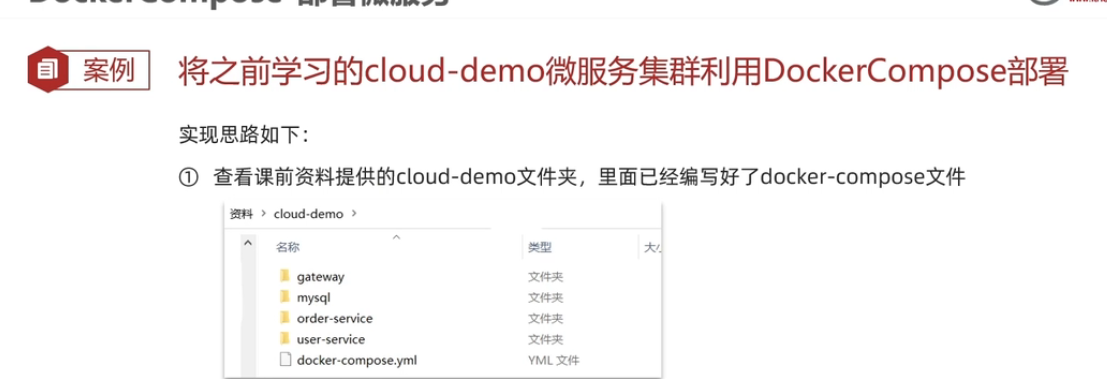 DockerCompose 部署微服务
案例
将之前学习的cloud-demo微服务集群利用DockerCompose部署
实现思路如下：
① 查看课前资料提供的cloud-demo文件夹，里面已经编写好了docker-compose文件
资料 > cloud-demo >
名称 类型 大
gateway 文件夹
mysql 文件夹
order-service 文件夹
user-service 文件夹
docker-compose.yml YML 文件